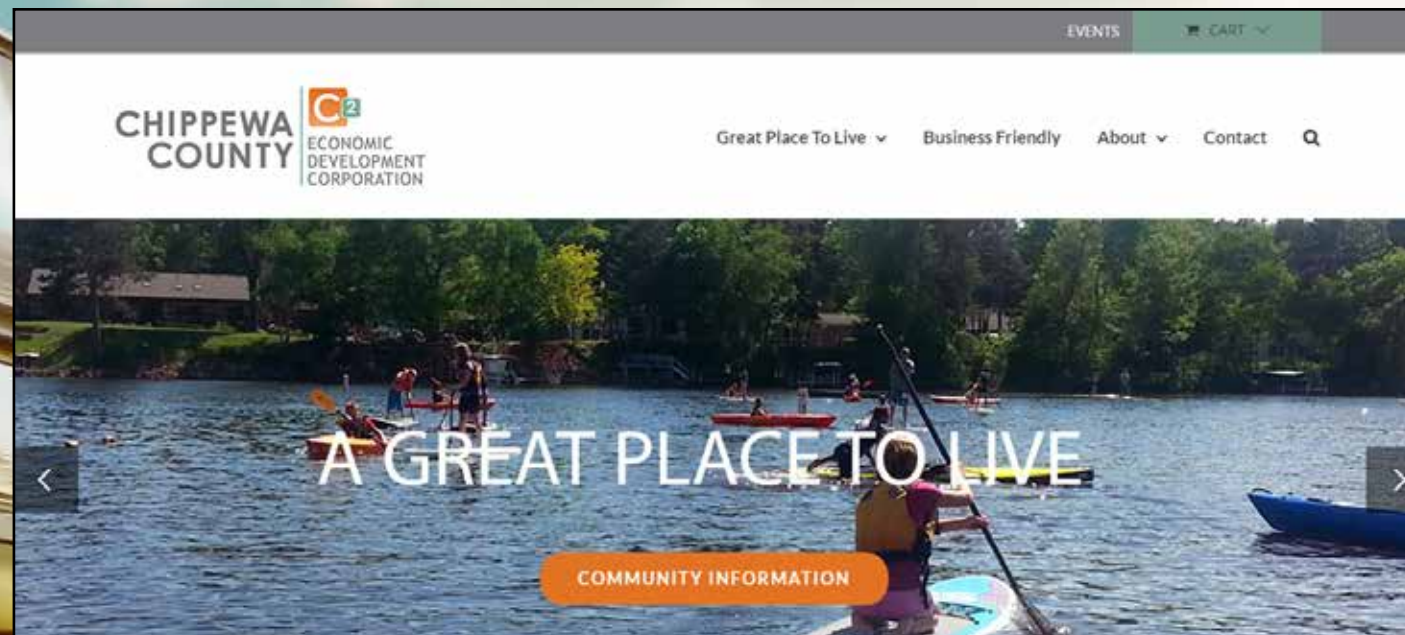 EVENTS
CART
CHIPPEWA
COUNTY
C2
ECONOMIC
DEVELOPMENT
CORPORATION
Great Place To Live
Business Friendly
About
Contact
A GREAT PLACE TO LIVE
COMMUNITY INFORMATION